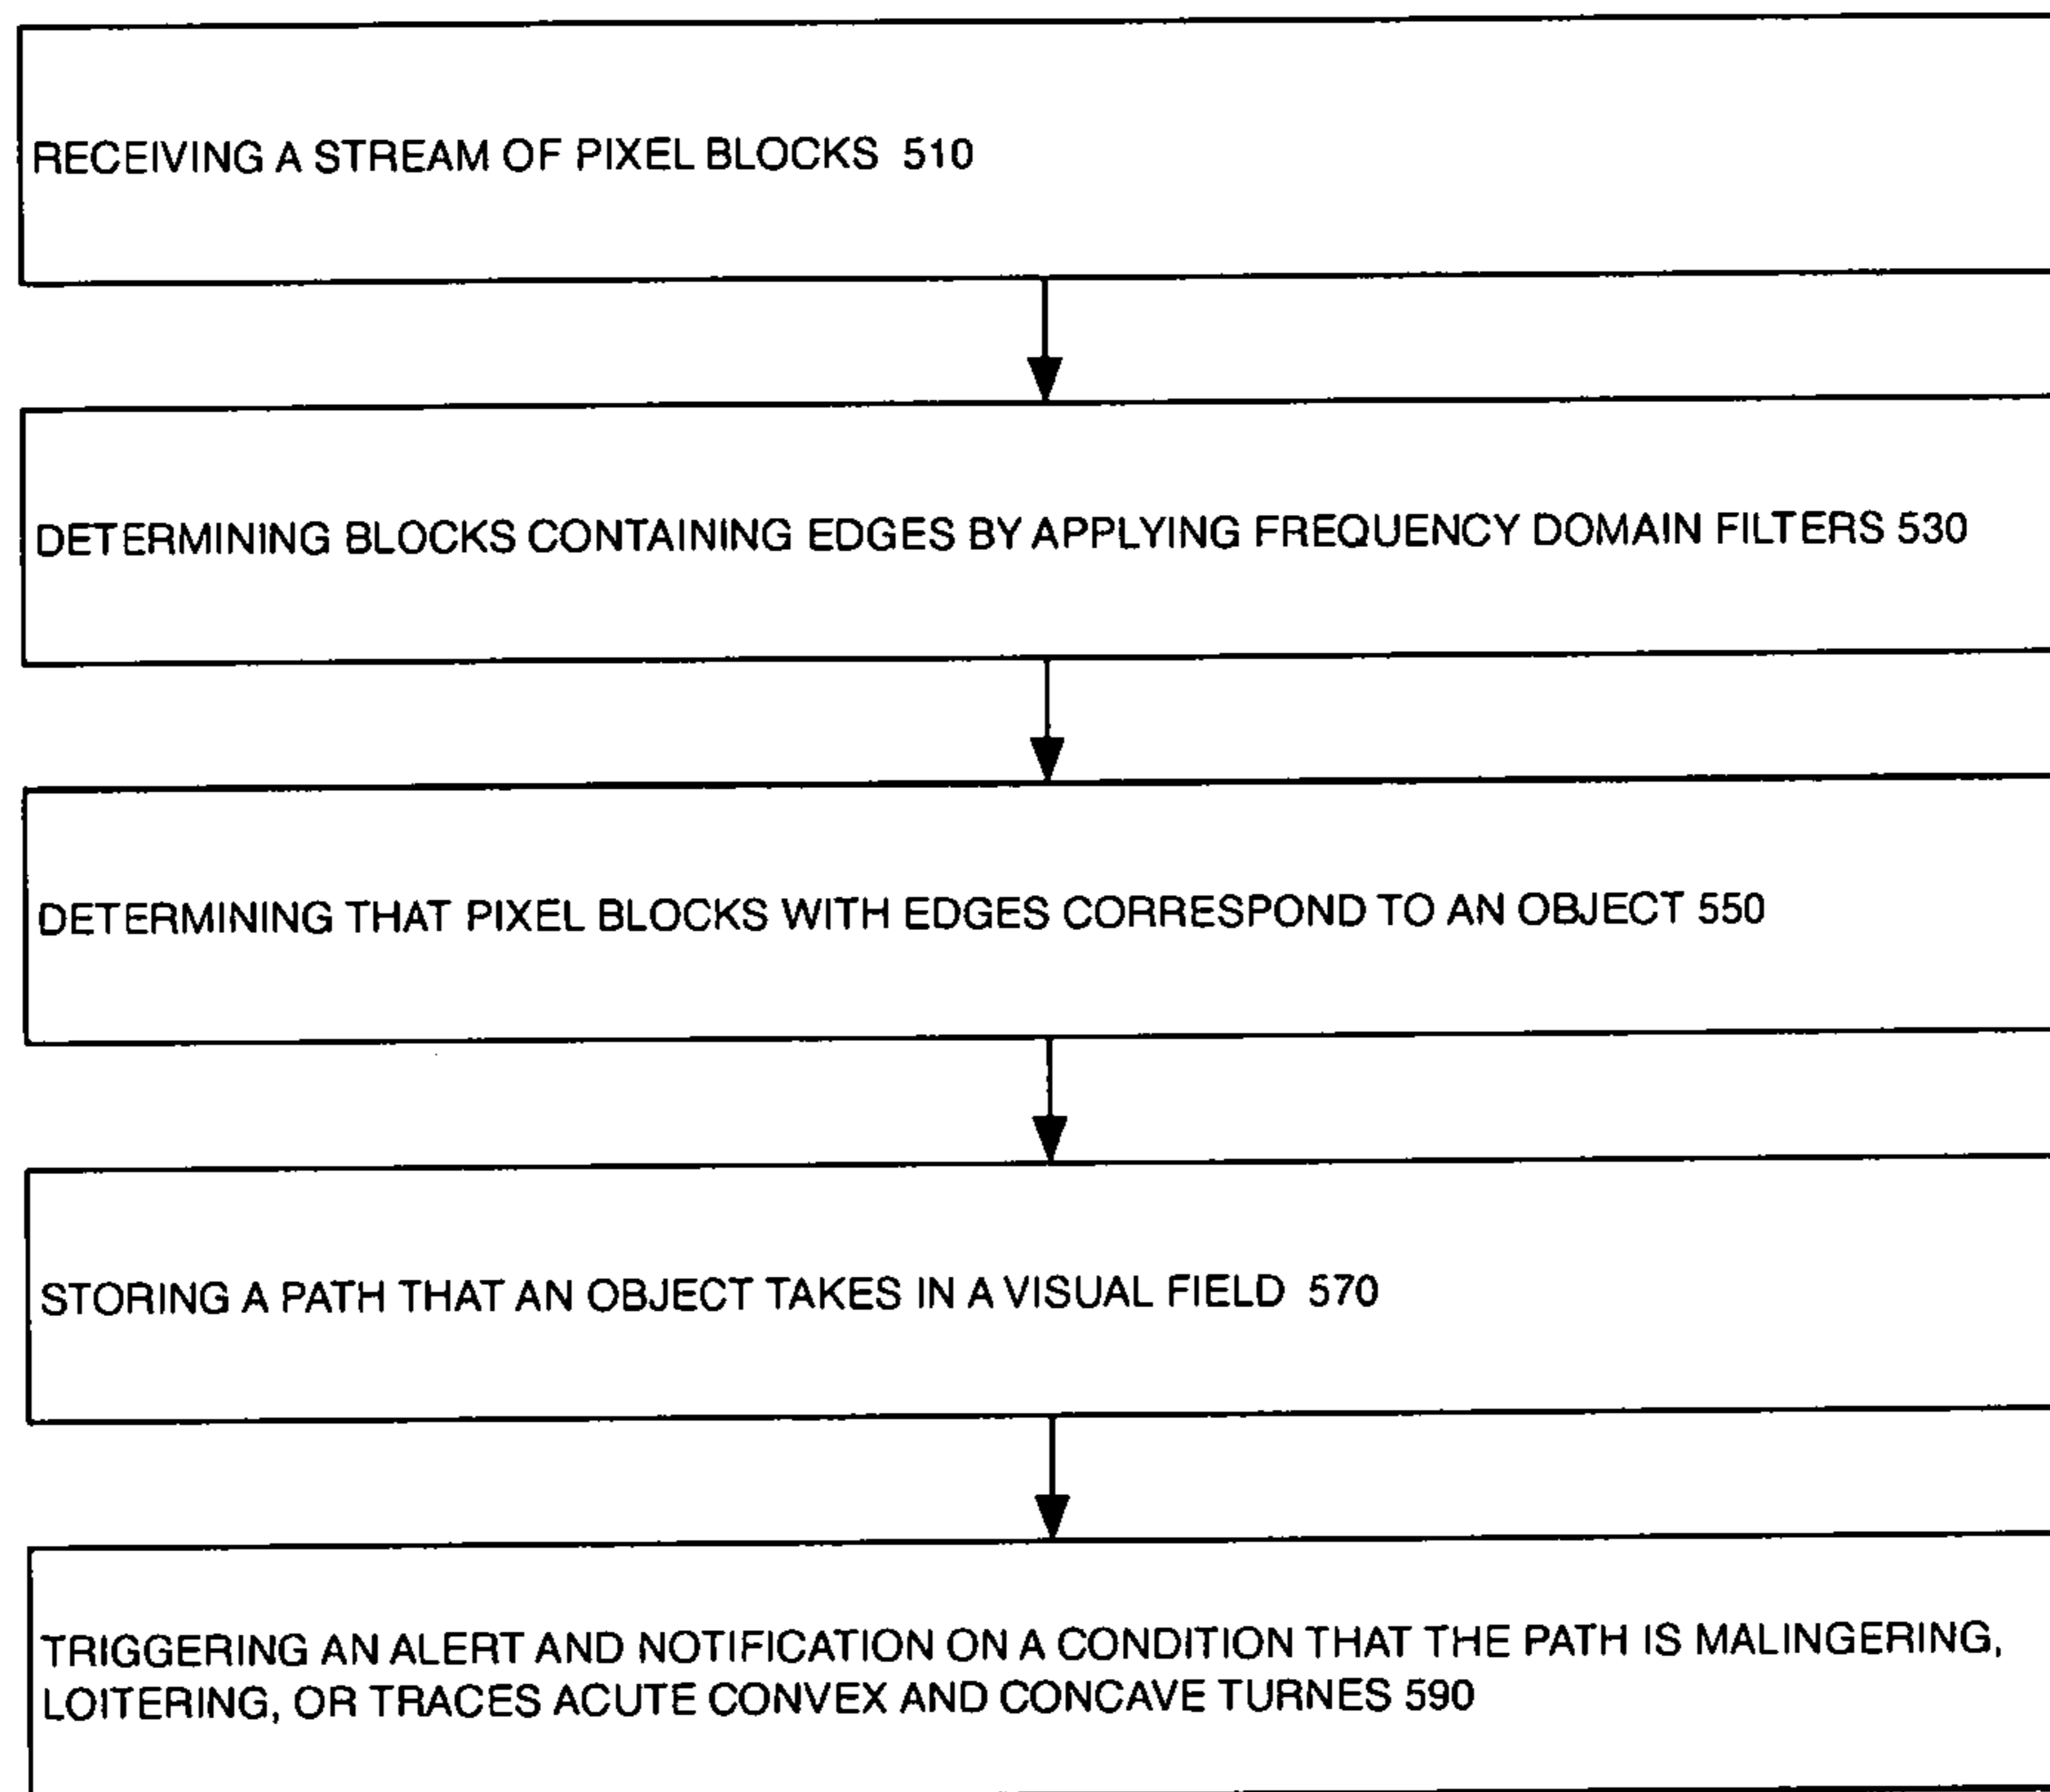 RECEIVING A STREAM OF PIXEL BLOCKS 510
DETERMINING BLOCKS CONTAINING EDGES BY APPLYING FREQUENCY DOMAIN FILTERS 530
DETERMINING THAT PIXEL BLOCKS WITH EDGES CORRESPOND TO AN OBJECT 550
STORING A PATH THAT AN OBJECT TAKES IN A VISUAL FIELD 570
TRIGGERING AN ALERT AND NOTIFICATION ON A CONDITION THAT THE PATH IS MALINGERING,
LOITERING, OR TRACES ACUTE CONVEX AND CONCAVE TURNES 590